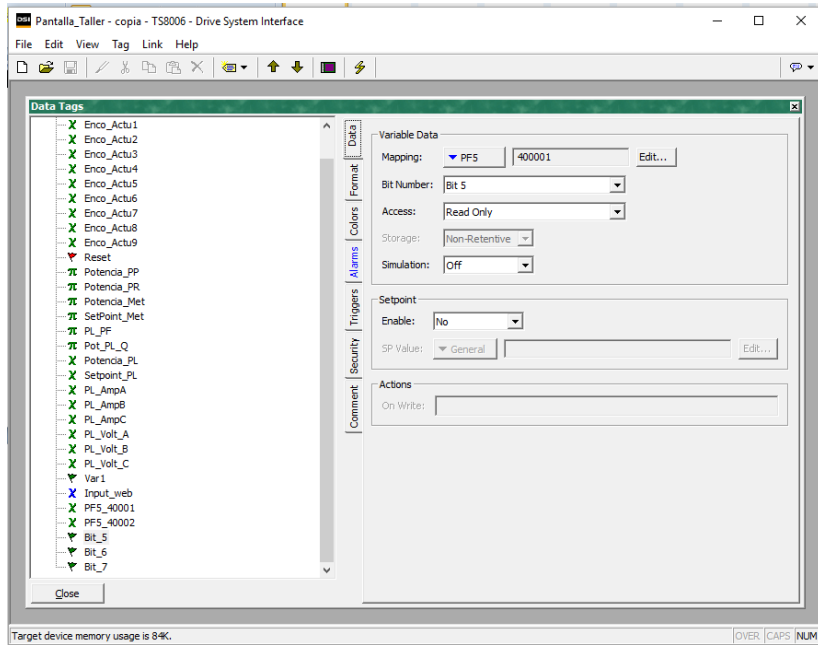 DSI Pantalla_Taller - copia - TS8006 - Drive System Interface
File Edit View Tag Link Help
Data Tags
Enco_Actu1
Enco_Actu2
Enco_Actu3
Enco_Actu4
Enco_Actu5
Enco_Actu6
Enco_Actu7
Enco_Actu8
Enco_Actu9
Reset
Potencia_PP
Potencia_PR
Potencia_Met
SetPoint_Met
PL_PF
Pot_PL_Q
Potencia_PL
Setpoint_PL
PL_AmpA
PL_AmpB
PL_AmpC
PL_Volt_A
PL_Volt_B
PL_Volt_C
Var1
Input_web
PF5_40001
PF5_40002
Bit_5
Bit_6
Bit_7
Close
Data
Format
Colors
Alarms
Triggers
Security
Comment
Variable Data
Mapping: PF5 400001 Edit...
Bit Number: Bit 5
Access: Read Only
Storage: Non-Retentive
Simulation: Off
Setpoint
Enable: No
SP Value: General Edit...
Actions
On Write:
Target device memory usage is 84K.
OVER CAPS NUM